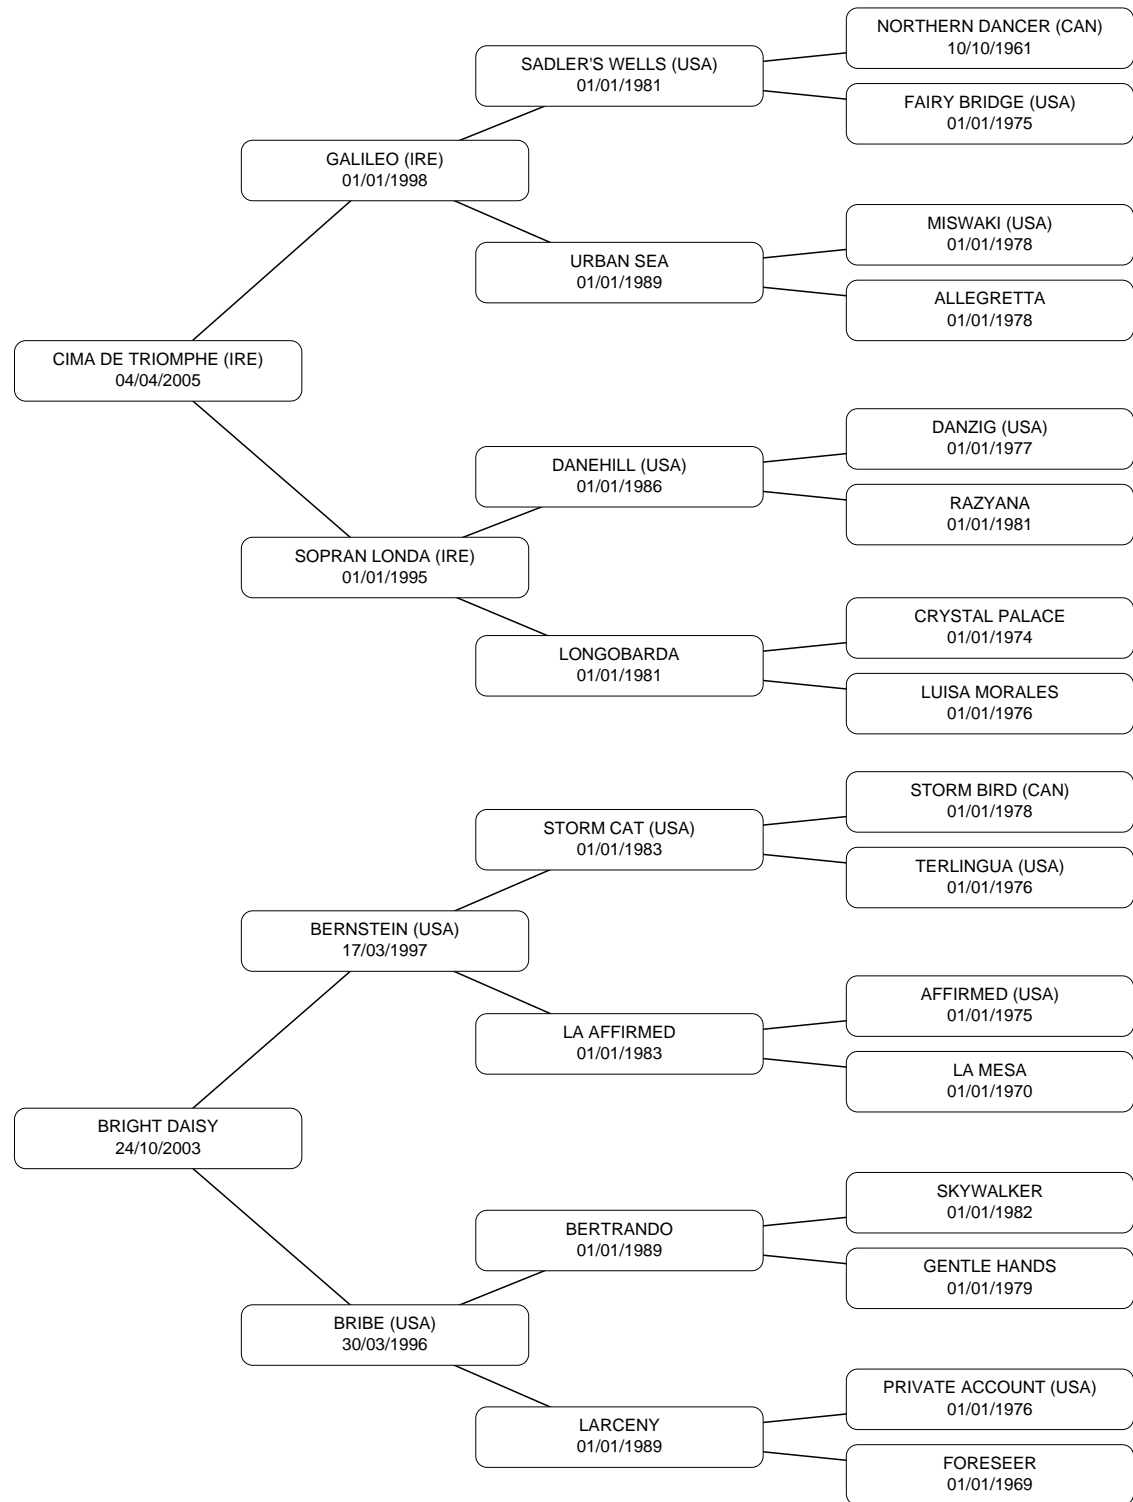 NORTHERN DANCER (CAN)
10/10/1961
SADLER'S WELLS (USA)
01/01/1981
FAIRY BRIDGE (USA)
01/01/1975
GALILEO (IRE)
01/01/1998
MISWAKI (USA)
01/01/1978
URBAN SEA
01/01/1989
ALLEGRETTA
01/01/1978
CIMA DE TRIOMPHE (IRE)
04/04/2005
DANZIG (USA)
01/01/1977
DANEHILL (USA)
01/01/1986
RAZYANA
01/01/1981
SOPRAN LONDA (IRE)
01/01/1995
CRYSTAL PALACE
01/01/1974
LONGOBARDA
01/01/1981
LUISA MORALES
01/01/1976
STORM BIRD (CAN)
01/01/1978
STORM CAT (USA)
01/01/1983
TERLINGUA (USA)
01/01/1976
BERNSTEIN (USA)
17/03/1997
AFFIRMED (USA)
01/01/1975
LA AFFIRMED
01/01/1983
LA MESA
01/01/1970
BRIGHT DAISY
24/10/2003
SKYWALKER
01/01/1982
BERTRANDO
01/01/1989
GENTLE HANDS
01/01/1979
BRIBE (USA)
30/03/1996
PRIVATE ACCOUNT (USA)
01/01/1976
LARCENY
01/01/1989
FORESEER
01/01/1969